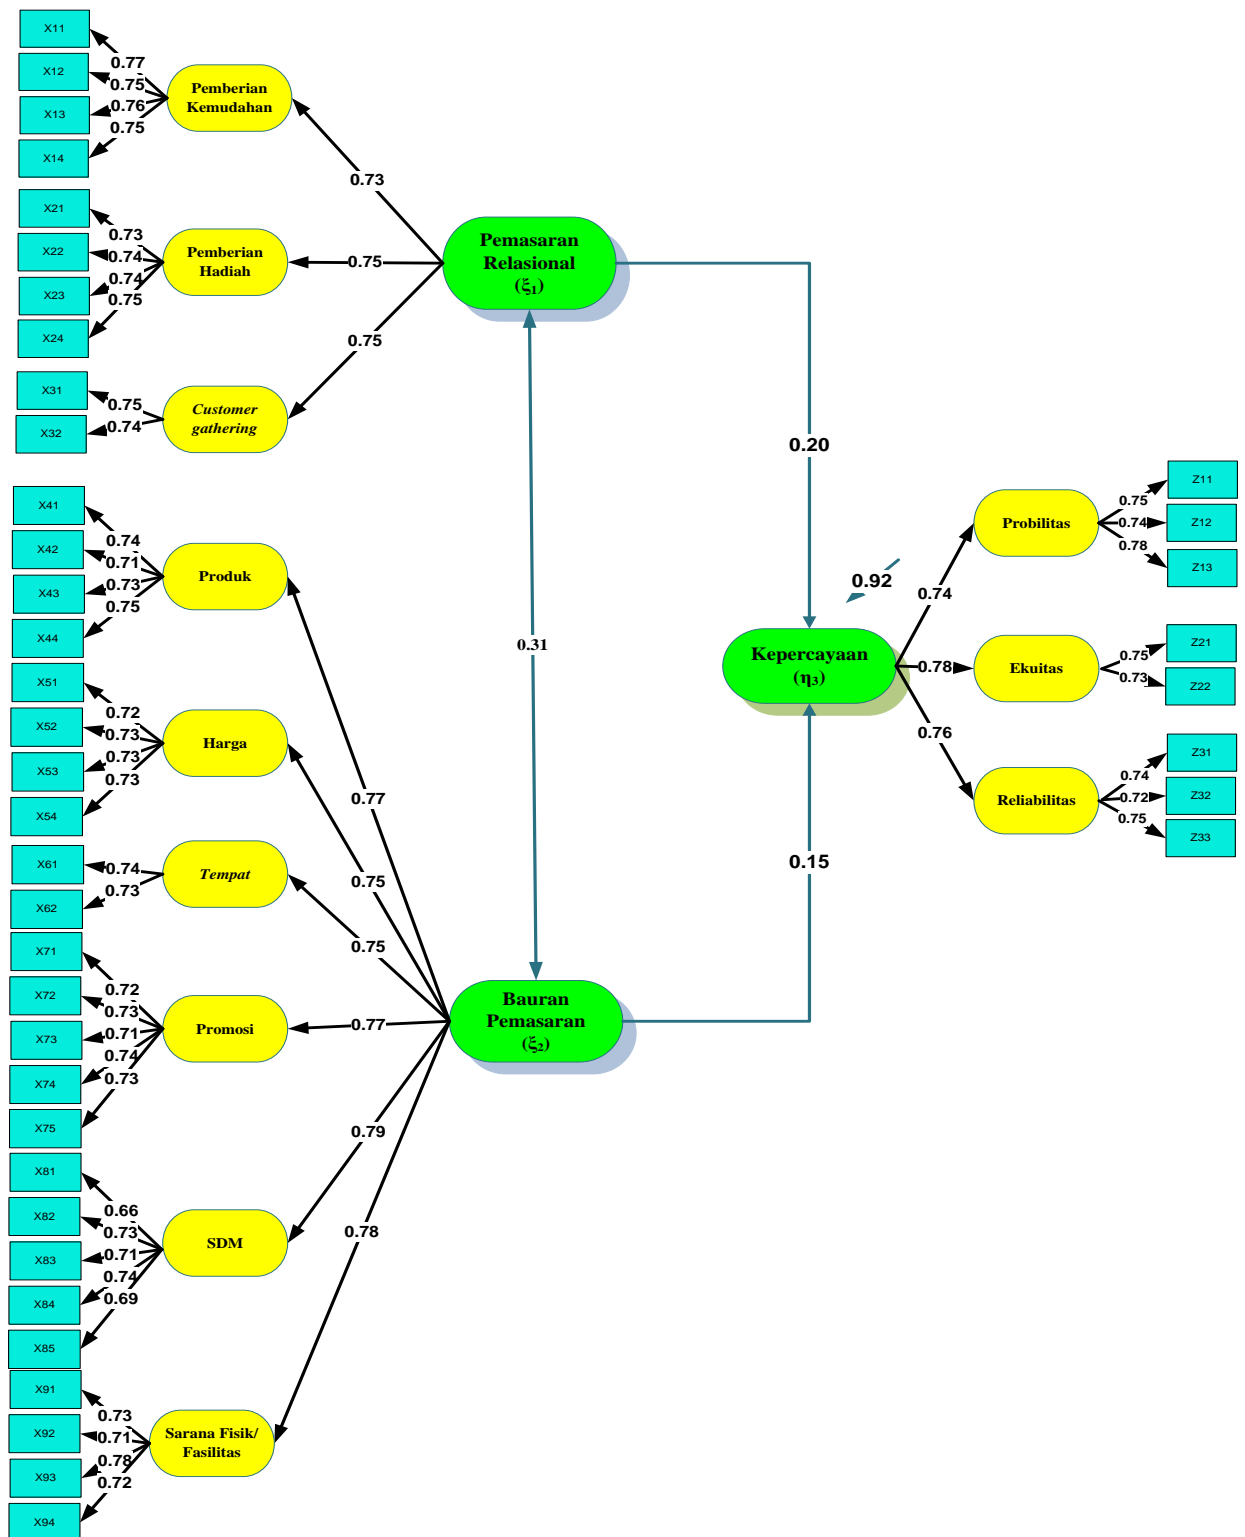 X11
X12
X13
X14
0.77
0.75
0.76
0.75
Pemberian
Kemudahan
X21
X22
X23
X24
0.73
0.74
0.74
0.75
Pemberian
Hadiah
X31
X32
0.75
0.74
Customer
gathering
0.73
0.75
0.75
Pemasaran
Relasional
(ξ₁)
X41
X42
X43
X44
0.74
0.71
0.73
0.75
Produk
X51
X52
X53
X54
0.72
0.73
0.73
0.73
Harga
X61
X62
0.74
0.73
Tempat
X71
X72
X73
X74
X75
0.72
0.73
0.71
0.74
0.73
Promosi
X81
X82
X83
X84
X85
0.66
0.73
0.71
0.74
0.69
SDM
X91
X92
X93
X94
0.73
0.71
0.78
0.72
Sarana Fisik/
Fasilitas
0.77
0.75
0.75
0.77
0.79
0.78
Bauran
Pemasaran
(ξ₂)
0.31
0.20
0.15
0.92
Kepercayaan
(η₃)
0.74
0.78
0.76
Probilitas
0.75
0.74
0.78
Z11
Z12
Z13
Ekuitas
0.75
0.73
Z21
Z22
Reliabilitas
0.74
0.72
0.75
Z31
Z32
Z33